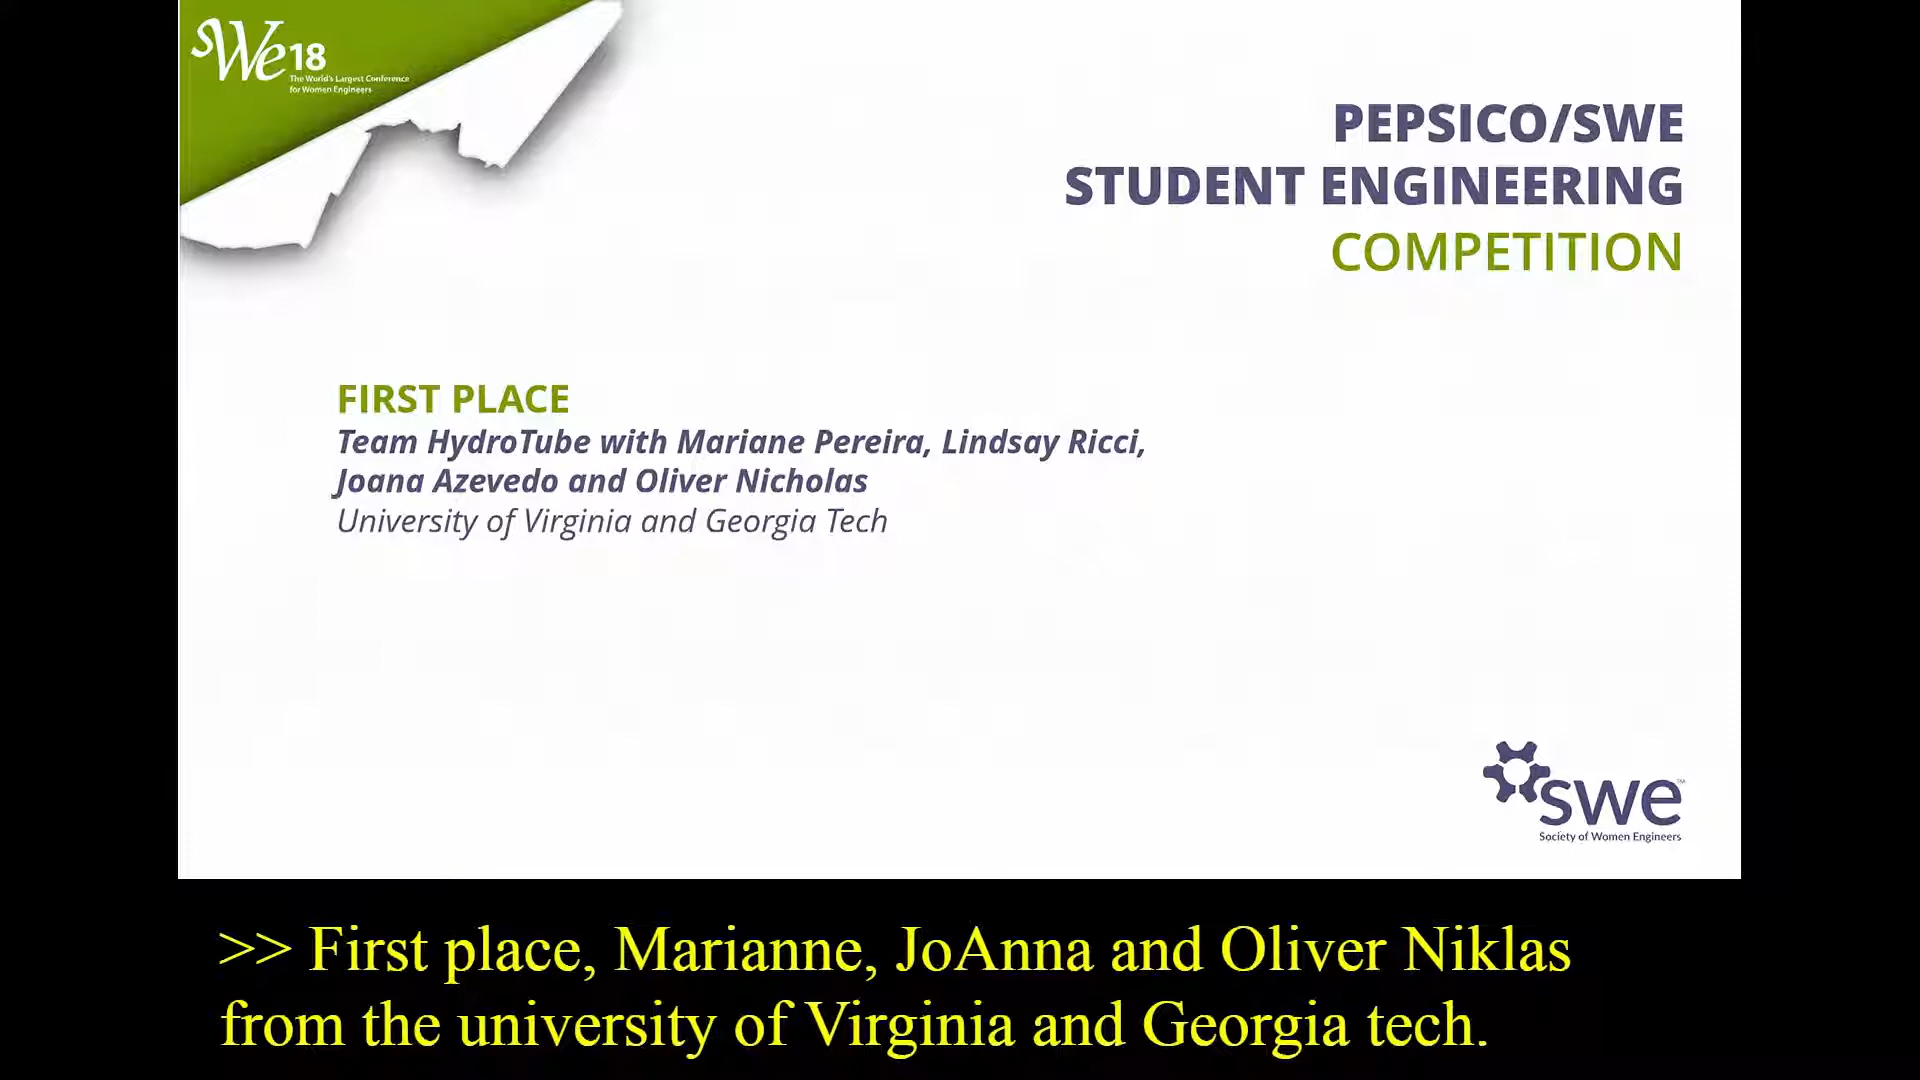 sWe18
The World's Largest Conference
for Women Engineers
PEPSICO/SWE
STUDENT ENGINEERING
COMPETITION
FIRST PLACE
Team HydroTube with Mariane Pereira, Lindsay Ricci,
Joana Azevedo and Oliver Nicholas
University of Virginia and Georgia Tech
swe™
Society of Women Engineers
>> First place, Marianne, JoAnna and Oliver Niklas
from the university of Virginia and Georgia tech.